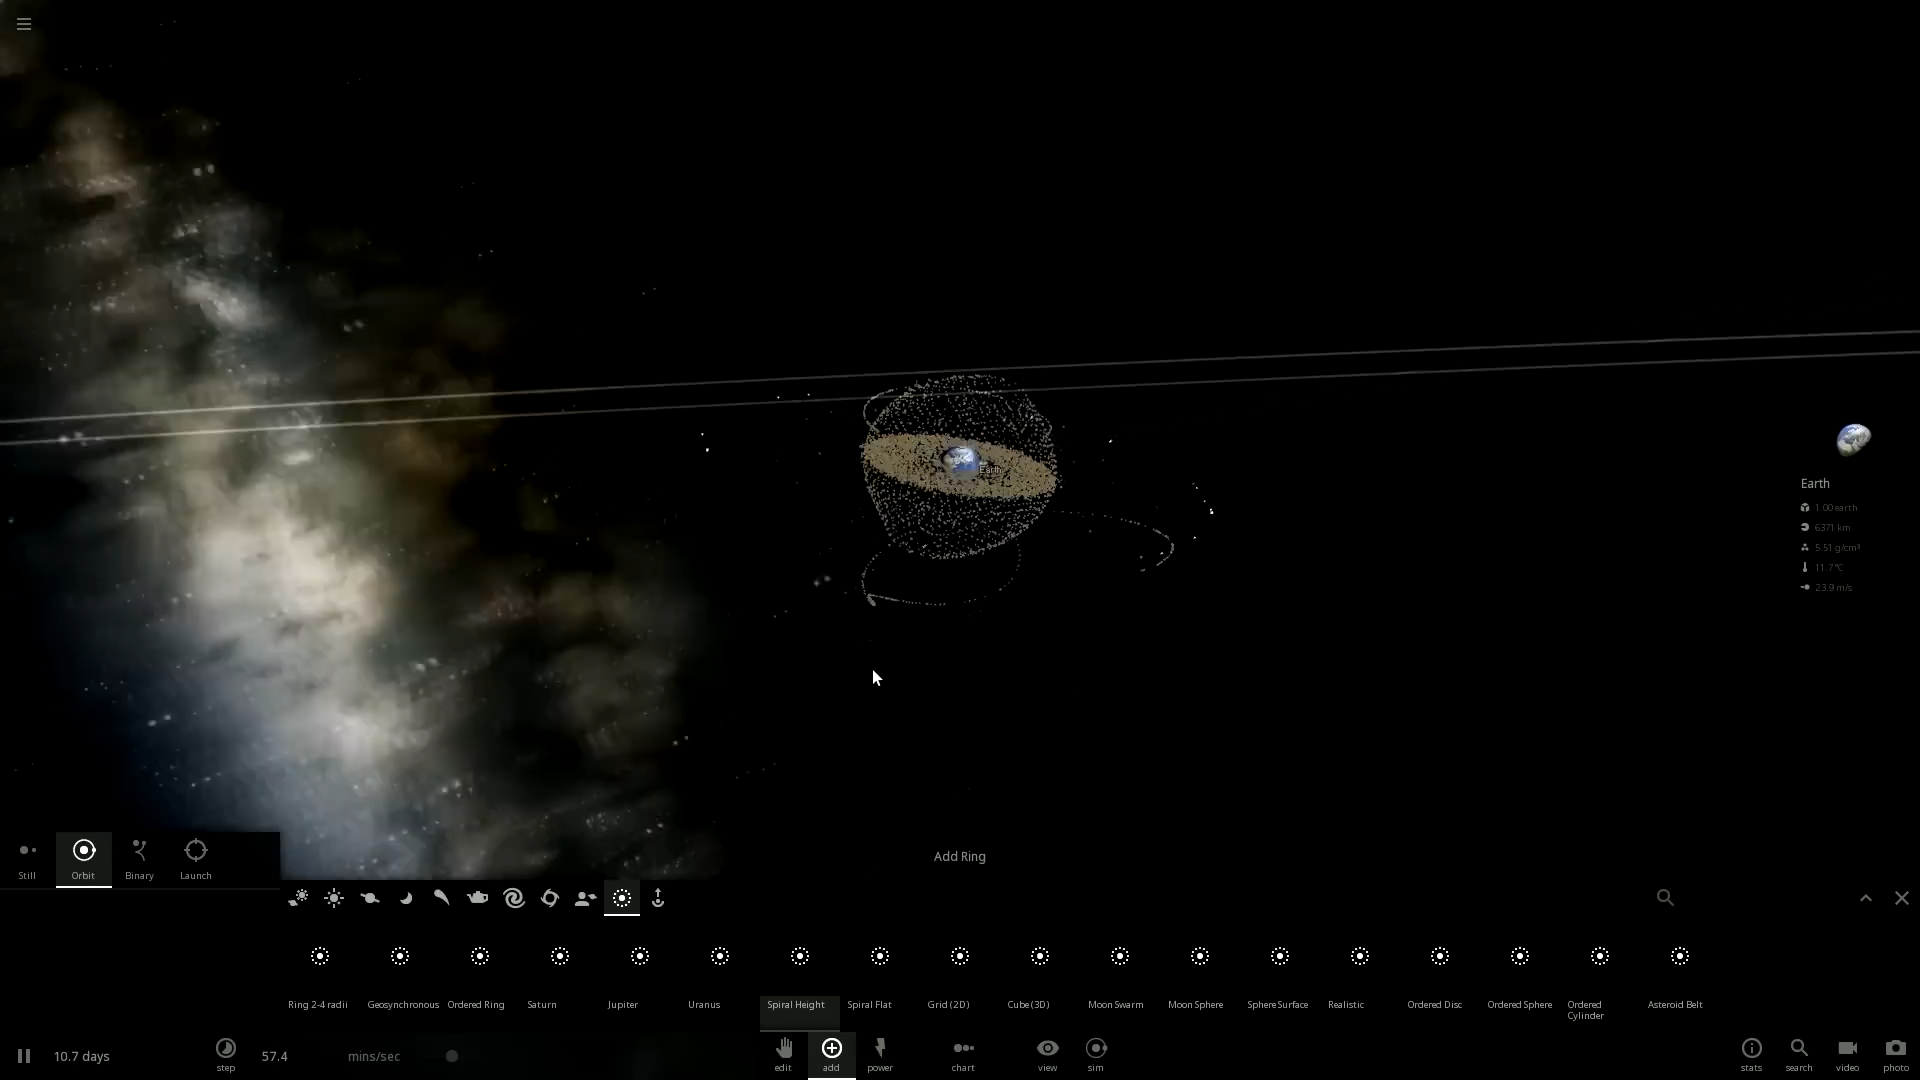 Earth
Earth
1.00 earth
6371 km
5.51 g/cm³
11.7 °C
23.9 m/s
Still
Orbit
Binary
Launch
Add Ring
Ring 2-4 radii
Geosynchronous
Ordered Ring
Saturn
Jupiter
Uranus
Spiral Height
Spiral Flat
Grid (2D)
Cube (3D)
Moon Swarm
Moon Sphere
Sphere Surface
Realistic
Ordered Disc
Ordered Sphere
Ordered
Cylinder
Asteroid Belt
10.7 days
step
57.4
mins/sec
edit
add
power
chart
view
sim
stats
search
video
photo